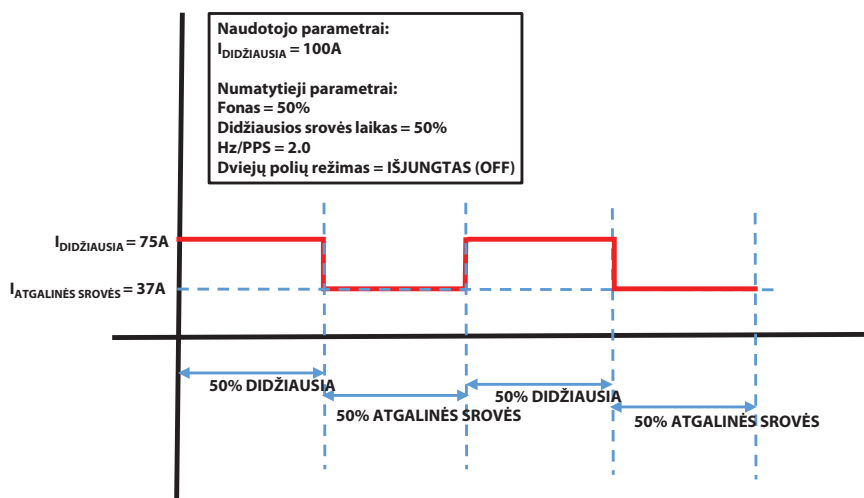 Naudotojo parametrai:
IDIDŽIAUSIA = 100A
Numatytieji parametrai:
Fonas = 50%
Didžiausios srovės laikas = 50%
Hz/PPS = 2.0
Dviejų polių režimas = IŠJUNGTAS (OFF)
IDIDŽIAUSIA = 75A
IATGALINĖS SROVĖS = 37A
50% DIDŽIAUSIA
50% ATGALINĖS SROVĖS
50% DIDŽIAUSIA
50% ATGALINĖS SROVĖS